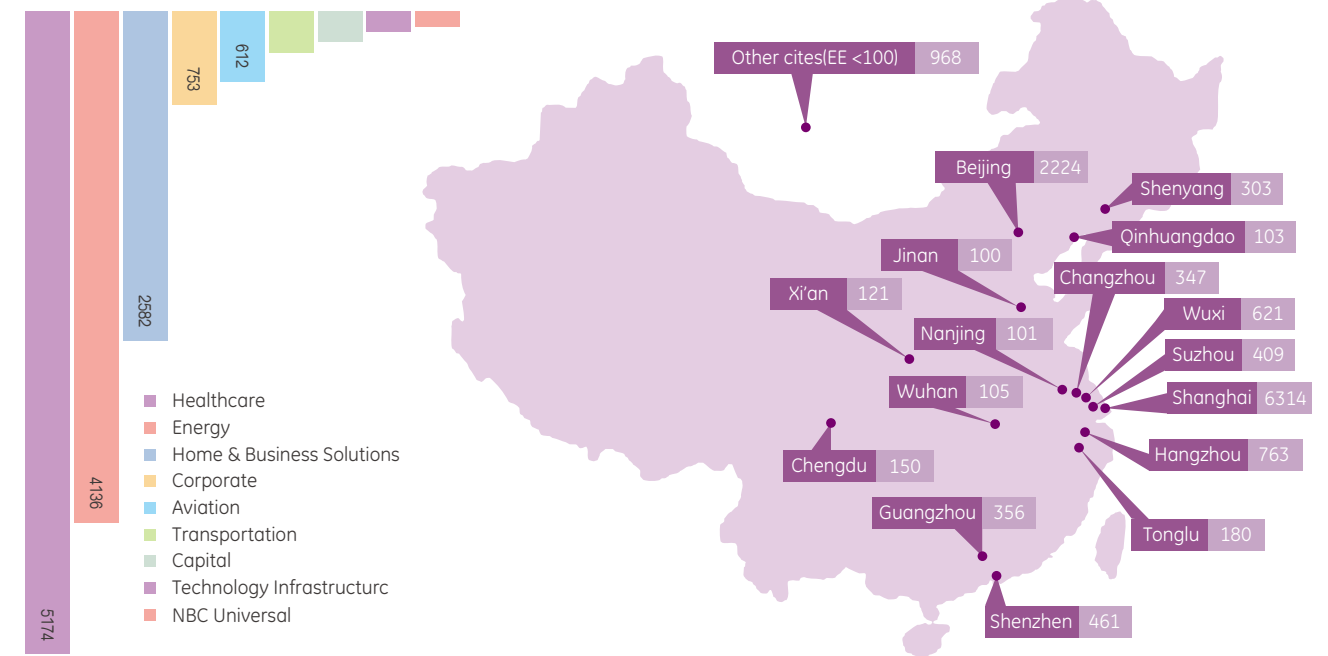 5174
4136
2582
753
612
Healthcare
Energy
Home & Business Solutions
Corporate
Aviation
Transportation
Capital
Technology Infrastructurc
NBC Universal
Other cites(EE <100) 968
Beijing 2224
Shenyang 303
Qinhuangdao 103
Jinan 100
Changzhou 347
Xi'an 121
Wuxi 621
Nanjing 101
Suzhou 409
Wuhan 105
Shanghai 6314
Hangzhou 763
Chengdu 150
Guangzhou 356
Tonglu 180
Shenzhen 461